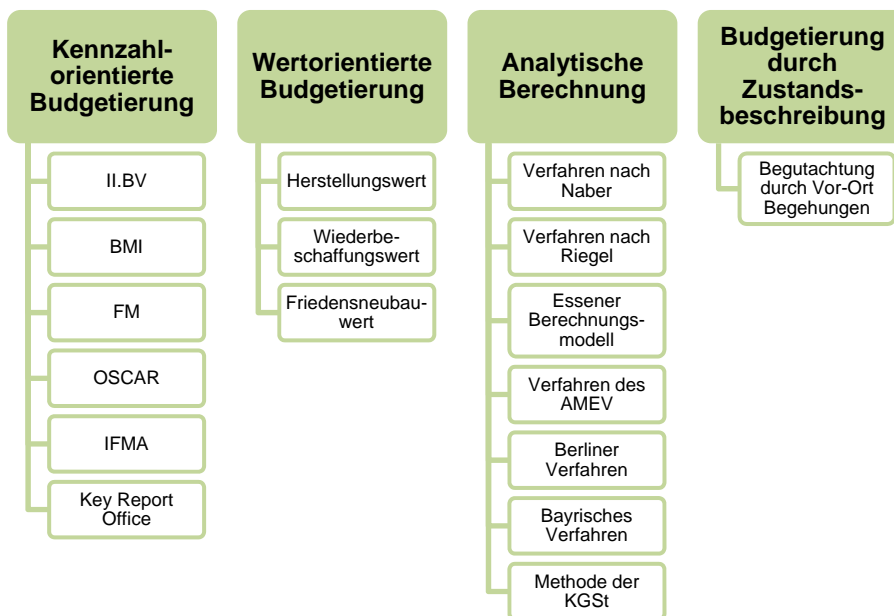 Kennzahl-
orientierte
Budgetierung
II.BV
BMI
FM
OSCAR
IFMA
Key Report
Office
Wertorientierte
Budgetierung
Herstellungswert
Wiederbe-
schaffungswert
Friedensneubau-
wert
Analytische
Berechnung
Verfahren nach
Naber
Verfahren nach
Riegel
Essener
Berechnungs-
modell
Verfahren des
AMEV
Berliner
Verfahren
Bayrisches
Verfahren
Methode der
KGSt
Budgetierung
durch
Zustands-
beschreibung
Begutachtung
durch Vor-Ort
Begehungen